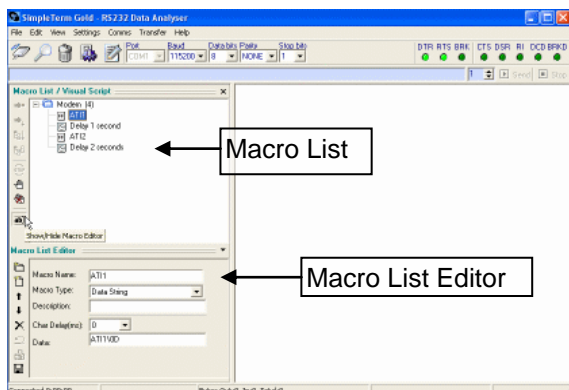 SimpleTerm Gold - RS232 Data Analyser
File Edit View Settings Comms Transfer Help
Port Baud Data bits Parity Stop bits
COM1 115200 8 NONE 1
DTR RTS BRK CTS DSR RI DCD BRKD
1 Send Stop
Macro List / Visual Script
Modem (4)
ATI1
Delay 1 second
ATI2
Delay 2 seconds
Macro List
Show/Hide Macro Editor
Macro List Editor
Macro Name: ATI1
Macro List Editor
Macro Type: Data String
Description:
Char Delay(ms): 0
Data: ATI1\0D